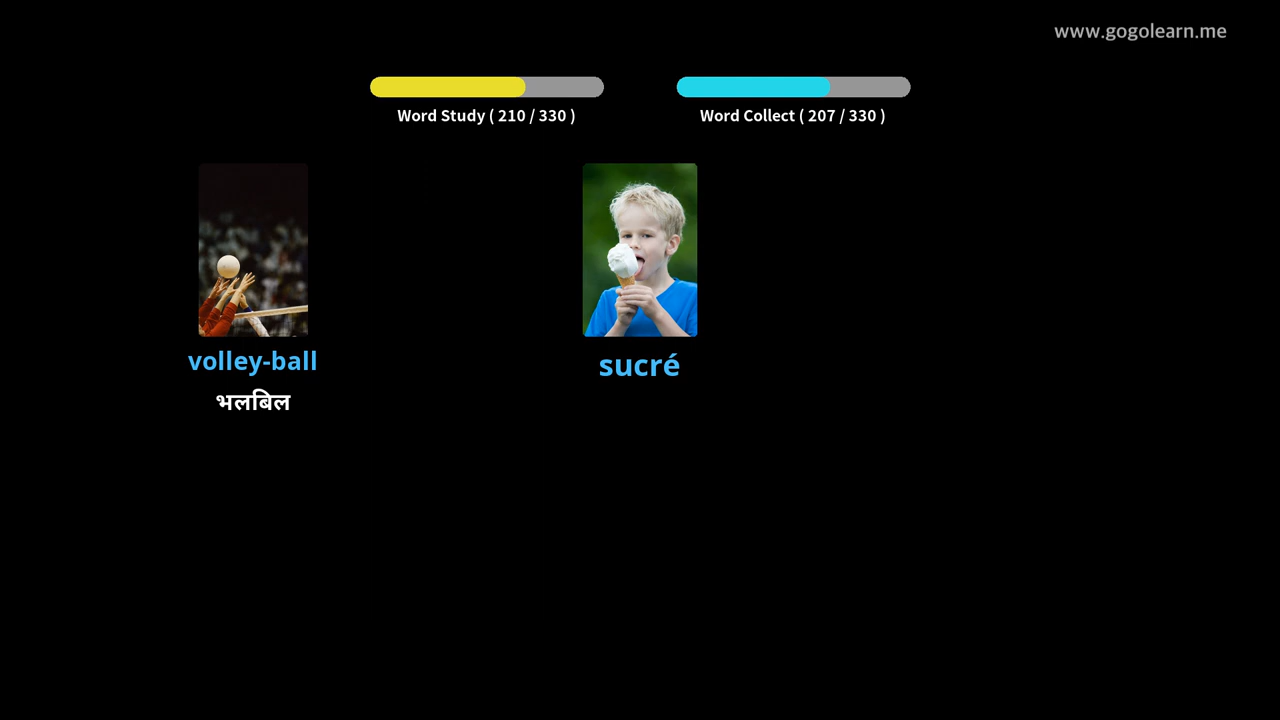 www.gogolearn.me
Word Study ( 210 / 330 )
Word Collect ( 207 / 330 )
volley-ball
sucré
भलबिल